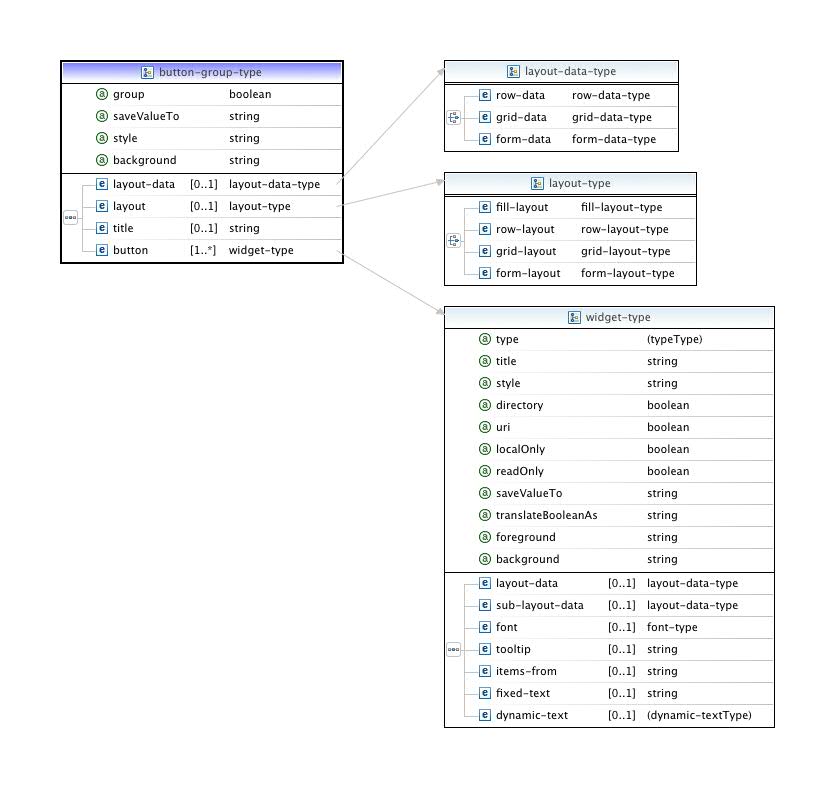 button-group-type
a group boolean
a saveValueTo string
a style string
a background string
e layout-data [0..1] layout-data-type
e layout [0..1] layout-type
e title [0..1] string
e button [1..*] widget-type
layout-data-type
e row-data row-data-type
e grid-data grid-data-type
e form-data form-data-type
layout-type
e fill-layout fill-layout-type
e row-layout row-layout-type
e grid-layout grid-layout-type
e form-layout form-layout-type
widget-type
a type (typeType)
a title string
a style string
a directory boolean
a uri boolean
a localOnly boolean
a readOnly boolean
a saveValueTo string
a translateBooleanAs string
a foreground string
a background string
e layout-data [0..1] layout-data-type
e sub-layout-data [0..1] layout-data-type
e font [0..1] font-type
e tooltip [0..1] string
e items-from [0..1] string
e fixed-text [0..1] string
e dynamic-text [0..1] (dynamic-textType)